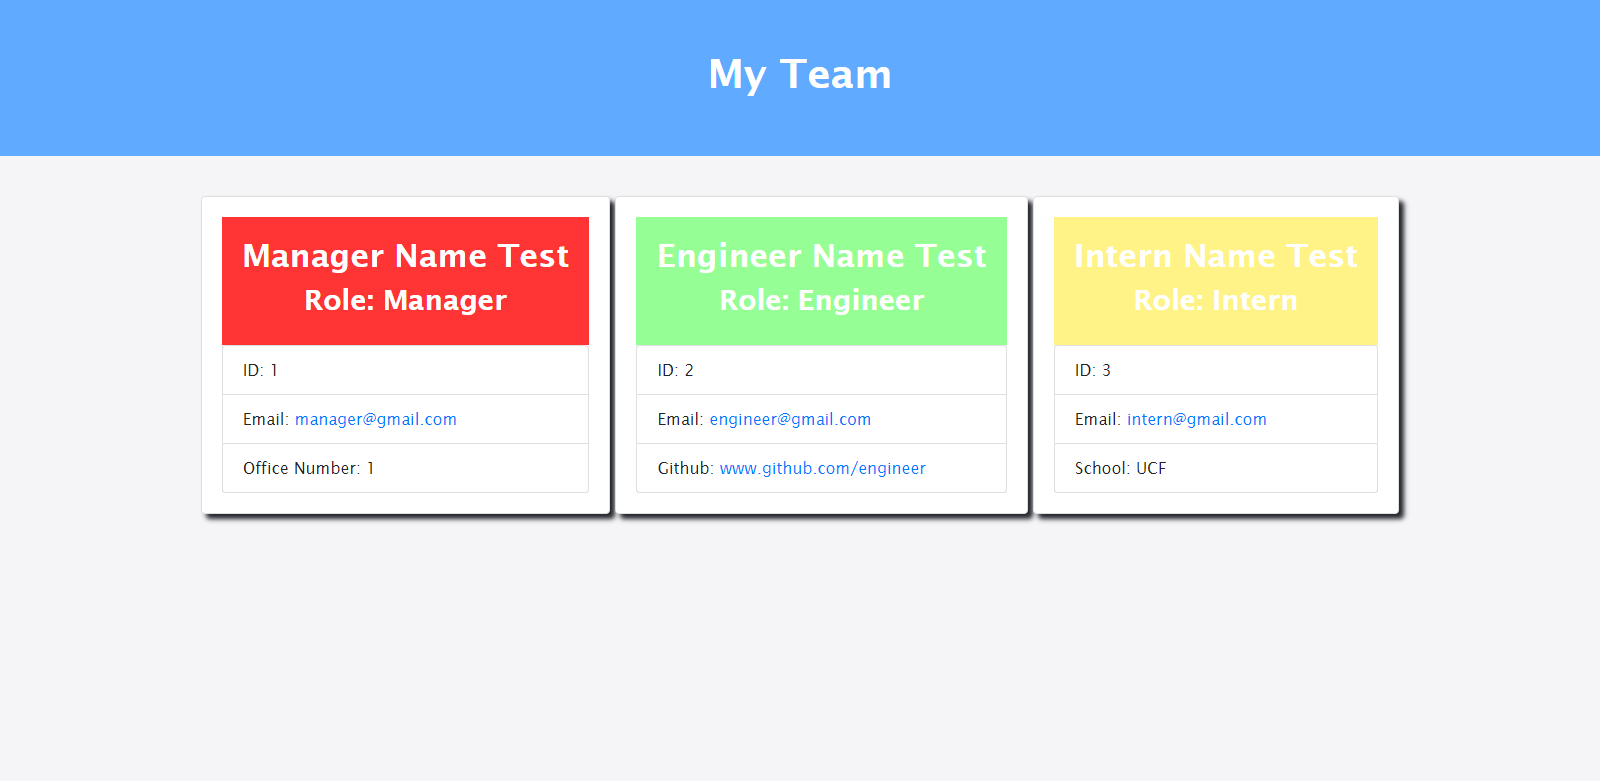 My Team
Manager Name Test
Role: Manager
ID: 1
Email: manager@gmail.com
Office Number: 1
Engineer Name Test
Role: Engineer
ID: 2
Email: engineer@gmail.com
Github: www.github.com/engineer
Intern Name Test
Role: Intern
ID: 3
Email: intern@gmail.com
School: UCF